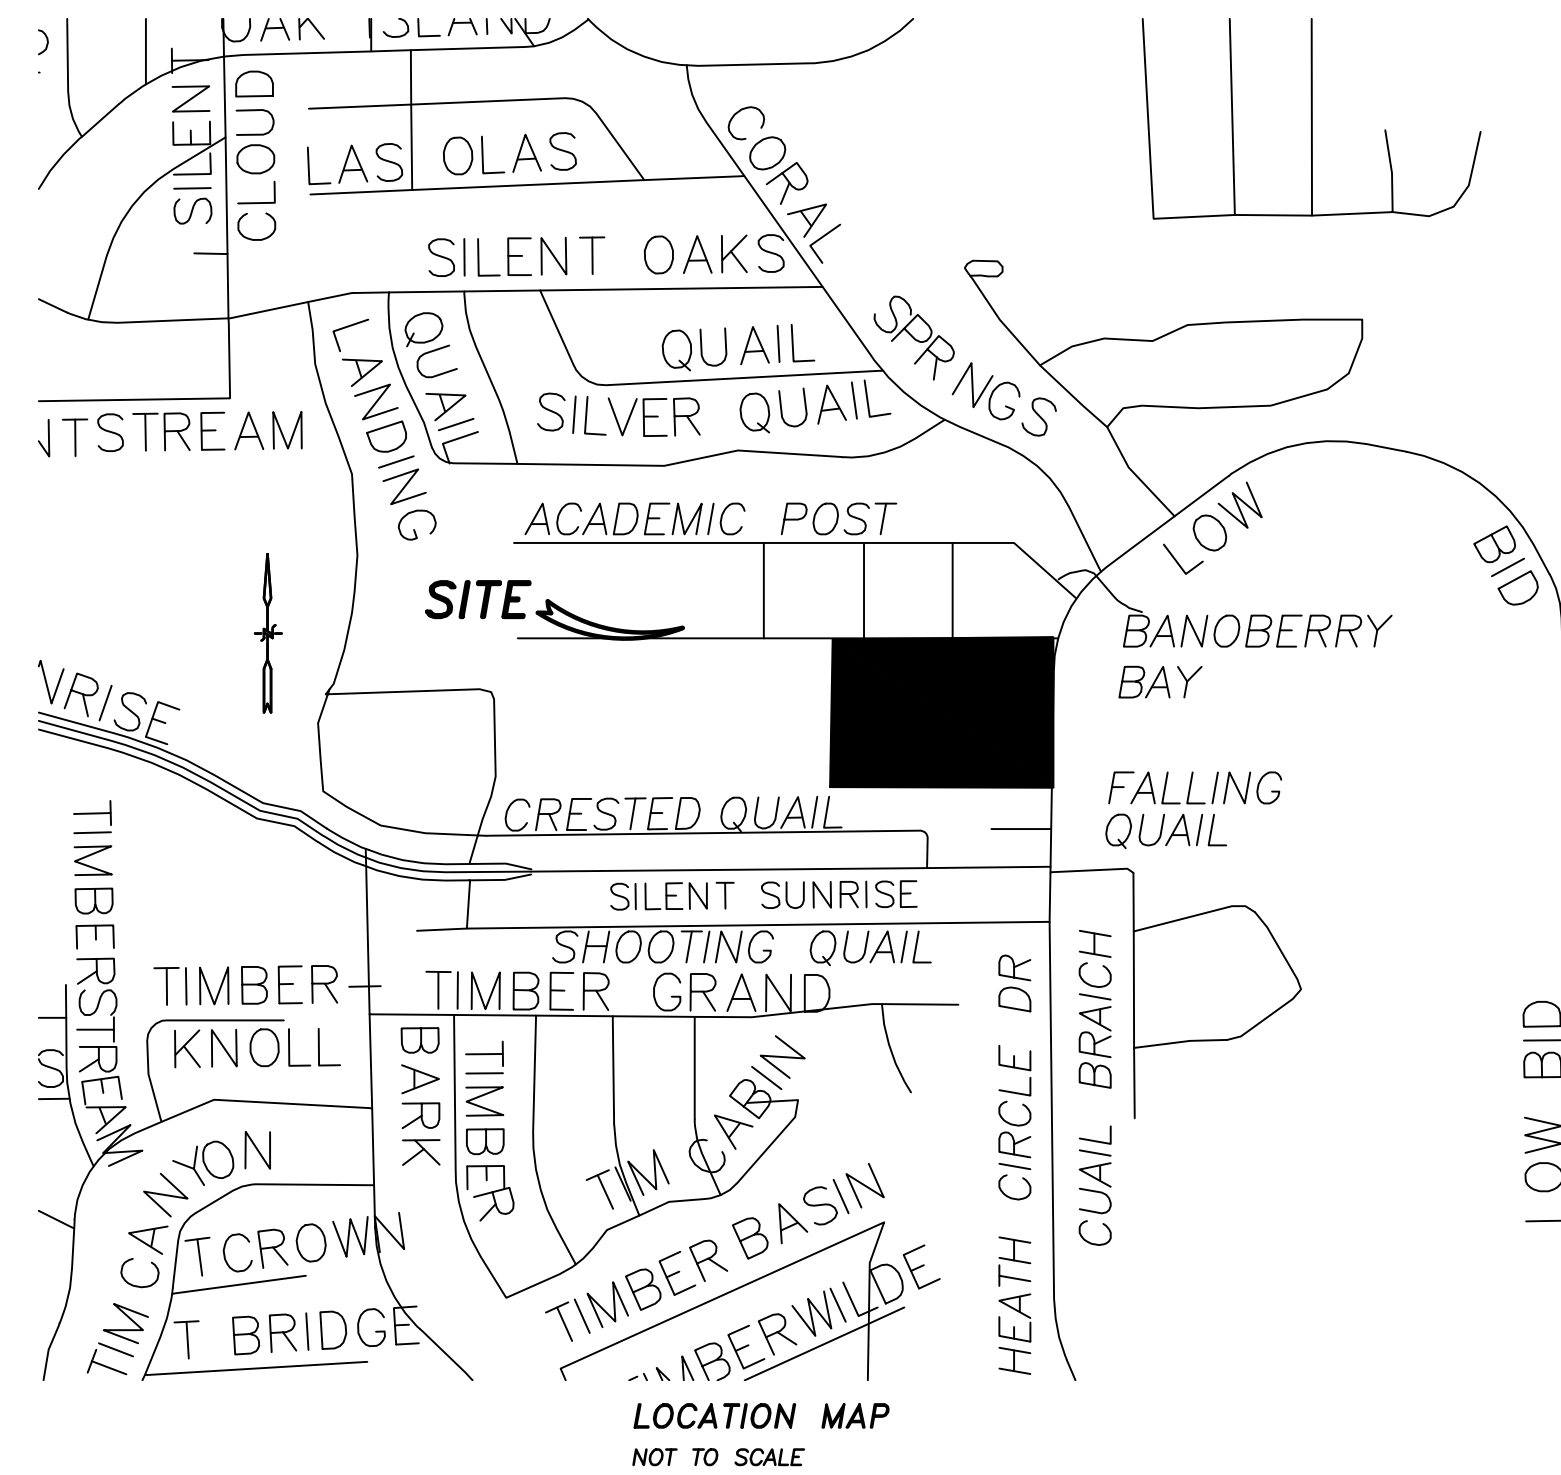 OAK ISLAND
SILENT
CLOUD
LAS OLAS
CORAL
SILENT OAKS
SPRNGS
QUAIL
LANDING
QUAIL
SILVER QUAIL
NTSTREAM
ACADEMIC POST
LOW
BID
SITE
BANOBERRY
BAY
NRISE
FALLING
QUAIL
CRESTED QUAIL
TIMBERSTREAM
SILENT SUNRISE
SHOOTING QUAIL
TIMBER
KNOLL
TIMBER GRAND
BARK
TIMBER
TIM CABIN
HEATH CIRCLE DR
CUAIL BRAICH
LOW BID
TIM CANYON
T CROWN
T BRIDGE
TIMBER BASIN
IMBERWILDE
LOCATION MAP
NOT TO SCALE